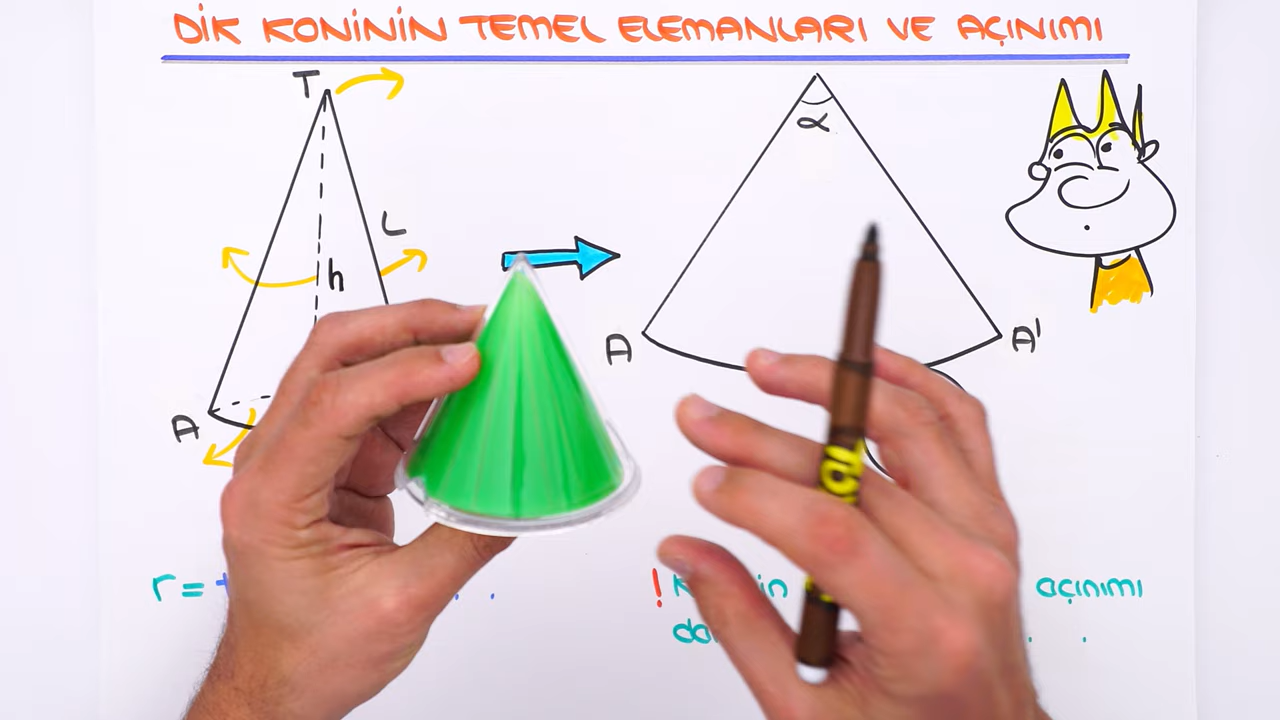 DİK KONİNİN TEMEL ELEMANLARI VE AÇINIMI
T
α
L
h
A
A'
A
r =
! açınımı